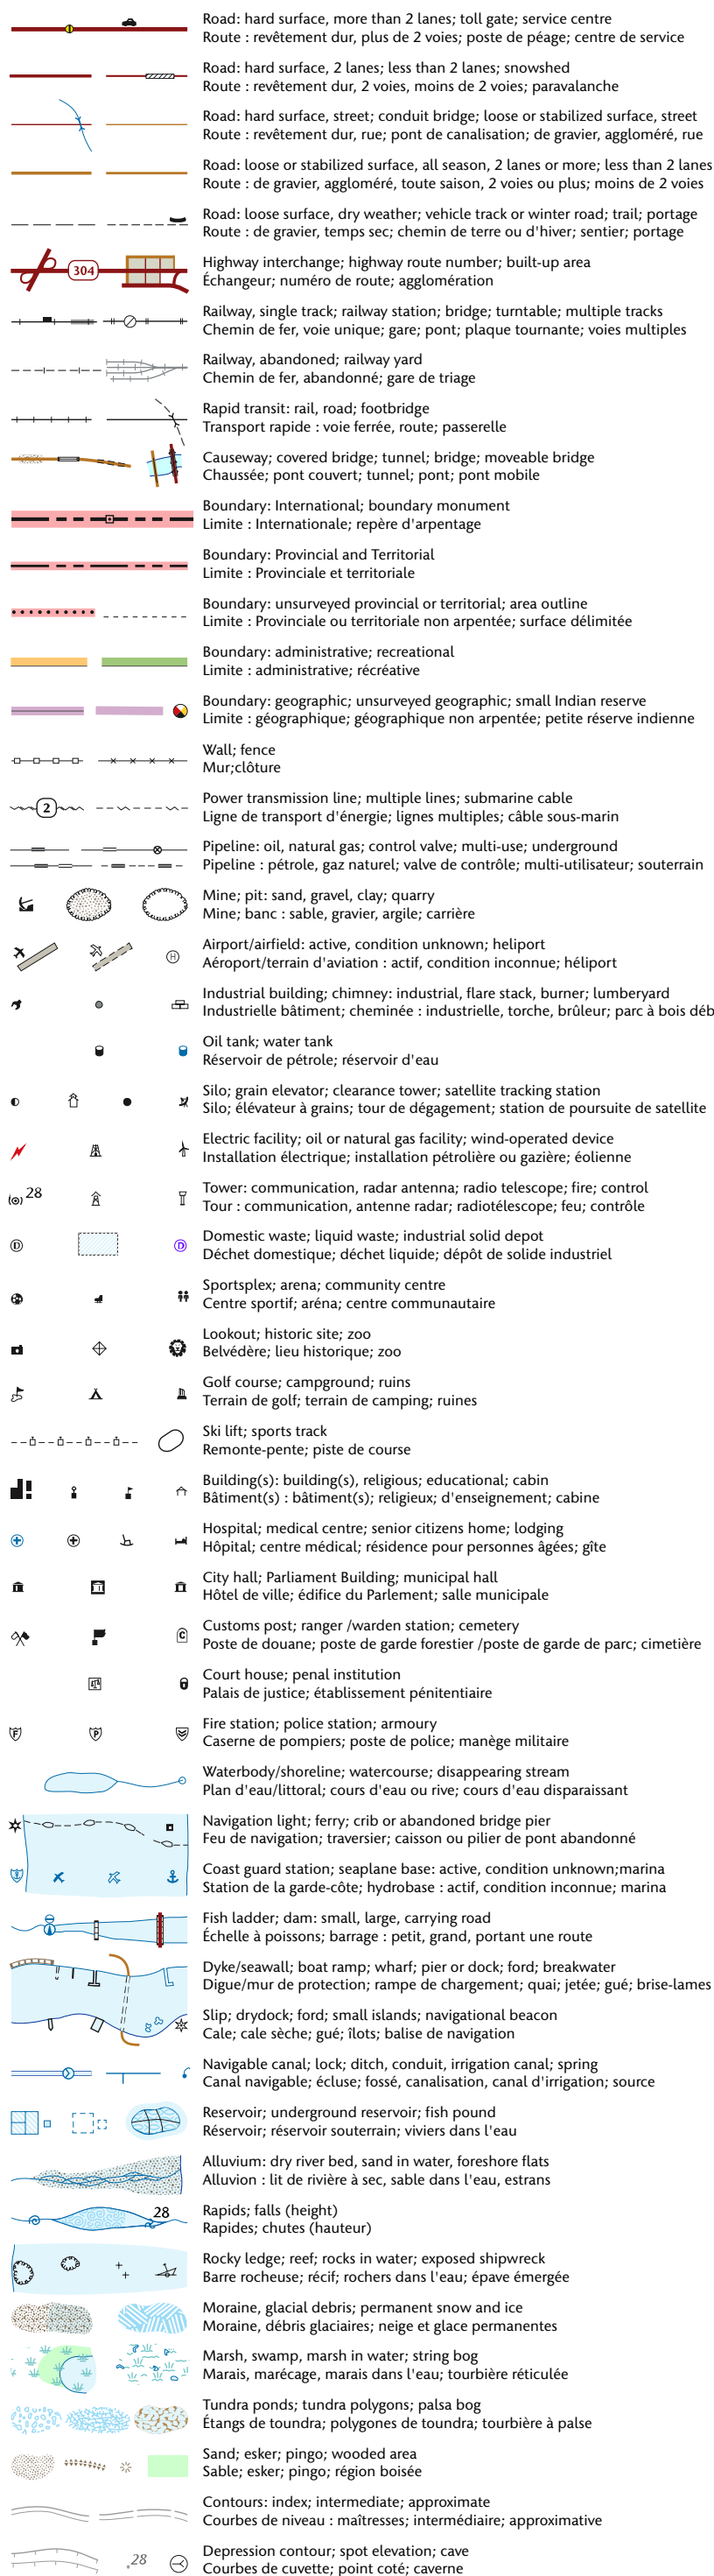 Road: hard surface, more than 2 lanes; toll gate; service centre
Route : revêtement dur, plus de 2 voies; poste de péage; centre de service
Road: hard surface, 2 lanes; less than 2 lanes; snowshed
Route : revêtement dur, 2 voies, moins de 2 voies; paravalanche
Road: hard surface, street; conduit bridge; loose or stabilized surface, street
Route : revêtement dur, rue; pont de canalisation; de gravier, aggloméré, rue
Road: loose or stabilized surface, all season, 2 lanes or more; less than 2 lanes
Route : de gravier, aggloméré, toute saison, 2 voies ou plus; moins de 2 voies
Road: loose surface, dry weather; vehicle track or winter road; trail; portage
Route : de gravier, temps sec; chemin de terre ou d'hiver; sentier; portage
304
Highway interchange; highway route number; built-up area
Échangeur; numéro de route; agglomération
Railway, single track; railway station; bridge; turntable; multiple tracks
Chemin de fer, voie unique; gare; pont; plaque tournante; voies multiples
Railway, abandoned; railway yard
Chemin de fer, abandonné; gare de triage
Rapid transit: rail, road; footbridge
Transport rapide : voie ferrée, route; passerelle
Causeway; covered bridge; tunnel; bridge; moveable bridge
Chaussée; pont couvert; tunnel; pont; pont mobile
Boundary: International; boundary monument
Limite : Internationale; repère d'arpentage
Boundary: Provincial and Territorial
Limite : Provinciale et territoriale
Boundary: unsurveyed provincial or territorial; area outline
Limite : Provinciale ou territoriale non arpentée; surface délimitée
Boundary: administrative; recreational
Limite : administrative; récréative
Boundary: geographic; unsurveyed geographic; small Indian reserve
Limite : géographique; géographique non arpentée; petite réserve indienne
Wall; fence
Mur;clôture
2
Power transmission line; multiple lines; submarine cable
Ligne de transport d'énergie; lignes multiples; câble sous-marin
Pipeline: oil, natural gas; control valve; multi-use; underground
Pipeline : pétrole, gaz naturel; valve de contrôle; multi-utilisateur; souterrain
Mine; pit: sand, gravel, clay; quarry
Mine; banc : sable, gravier, argile; carrière
H
Airport/airfield: active, condition unknown; heliport
Aéroport/terrain d'aviation : actif, condition inconnue; héliport
Industrial building; chimney: industrial, flare stack, burner; lumberyard
Industrielle bâtiment; cheminée : industrielle, torche, brûleur; parc à bois déb
Oil tank; water tank
Réservoir de pétrole; réservoir d'eau
Silo; grain elevator; clearance tower; satellite tracking station
Silo; élévateur à grains; tour de dégagement; station de poursuite de satellite
Electric facility; oil or natural gas facility; wind-operated device
Installation électrique; installation pétrolière ou gazière; éolienne
28
Tower: communication, radar antenna; radio telescope; fire; control
Tour : communication, antenne radar; radiotélescope; feu; contrôle
D D
Domestic waste; liquid waste; industrial solid depot
Déchet domestique; déchet liquide; dépôt de solide industriel
Sportsplex; arena; community centre
Centre sportif; aréna; centre communautaire
Lookout; historic site; zoo
Belvédère; lieu historique; zoo
Golf course; campground; ruins
Terrain de golf; terrain de camping; ruines
Ski lift; sports track
Remonte-pente; piste de course
Building(s): building(s), religious; educational; cabin
Bâtiment(s) : bâtiment(s); religieux; d'enseignement; cabine
Hospital; medical centre; senior citizens home; lodging
Hôpital; centre médical; résidence pour personnes âgées; gîte
City hall; Parliament Building; municipal hall
Hôtel de ville; édifice du Parlement; salle municipale
C
Customs post; ranger /warden station; cemetery
Poste de douane; poste de garde forestier /poste de garde de parc; cimetière
Court house; penal institution
Palais de justice; établissement pénitentiaire
F P
Fire station; police station; armoury
Caserne de pompiers; poste de police; manège militaire
Waterbody/shoreline; watercourse; disappearing stream
Plan d'eau/littoral; cours d'eau ou rive; cours d'eau disparaissant
Navigation light; ferry; crib or abandoned bridge pier
Feu de navigation; traversier; caisson ou pilier de pont abandonné
Coast guard station; seaplane base: active, condition unknown;marina
Station de la garde-côte; hydrobase : actif, condition inconnue; marina
Fish ladder; dam: small, large, carrying road
Échelle à poissons; barrage : petit, grand, portant une route
Dyke/seawall; boat ramp; wharf; pier or dock; ford; breakwater
Digue/mur de protection; rampe de chargement; quai; jetée; gué; brise-lames
Slip; drydock; ford; small islands; navigational beacon
Cale; cale sèche; gué; îlots; balise de navigation
Navigable canal; lock; ditch, conduit, irrigation canal; spring
Canal navigable; écluse; fossé, canalisation, canal d'irrigation; source
Reservoir; underground reservoir; fish pound
Réservoir; réservoir souterrain; viviers dans l'eau
Alluvium: dry river bed, sand in water, foreshore flats
Alluvion : lit de rivière à sec, sable dans l'eau, estrans
28
Rapids; falls (height)
Rapides; chutes (hauteur)
Rocky ledge; reef; rocks in water; exposed shipwreck
Barre rocheuse; récif; rochers dans l'eau; épave émergée
Moraine, glacial debris; permanent snow and ice
Moraine, débris glaciaires; neige et glace permanentes
Marsh, swamp, marsh in water; string bog
Marais, marécage, marais dans l'eau; tourbière réticulée
Tundra ponds; tundra polygons; palsa bog
Étangs de toundra; polygones de toundra; tourbière à palse
Sand; esker; pingo; wooded area
Sable; esker; pingo; région boisée
Contours: index; intermediate; approximate
Courbes de niveau : maîtresses; intermédiaire; approximative
.28
Depression contour; spot elevation; cave
Courbes de cuvette; point coté; caverne